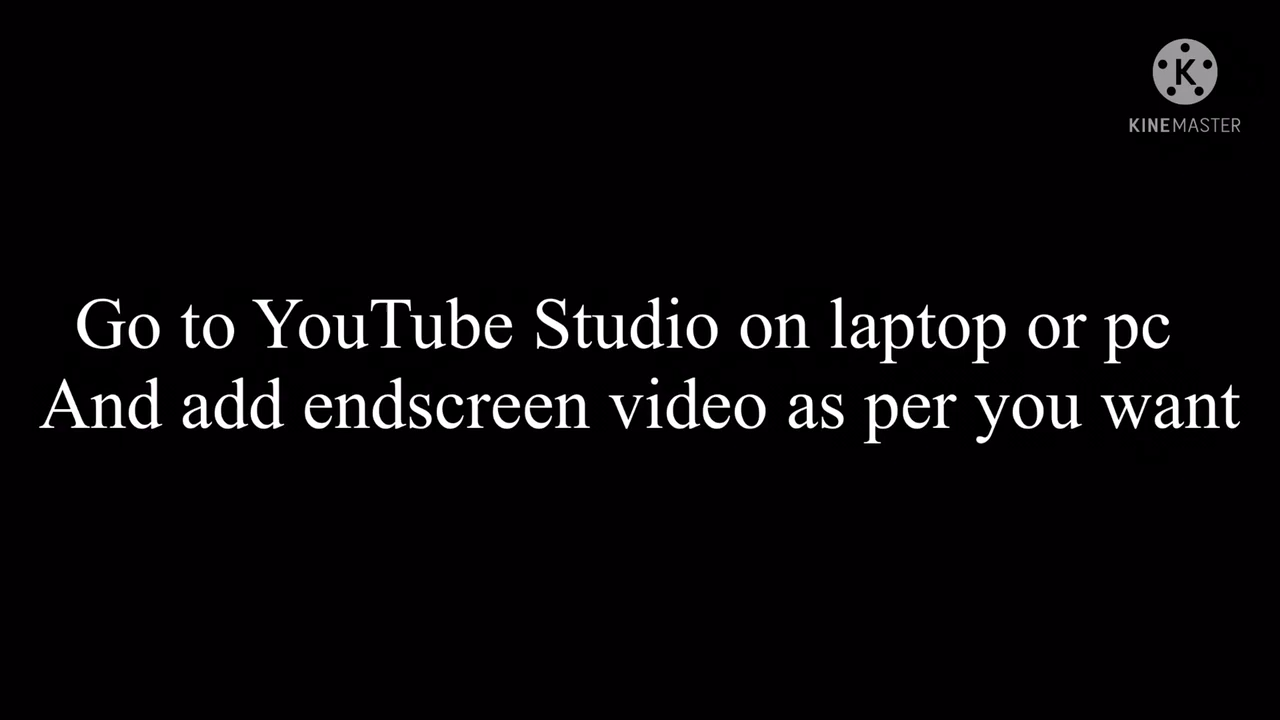 K
KINEMASTER
Go to YouTube Studio on laptop or pc
And add endscreen video as per you want